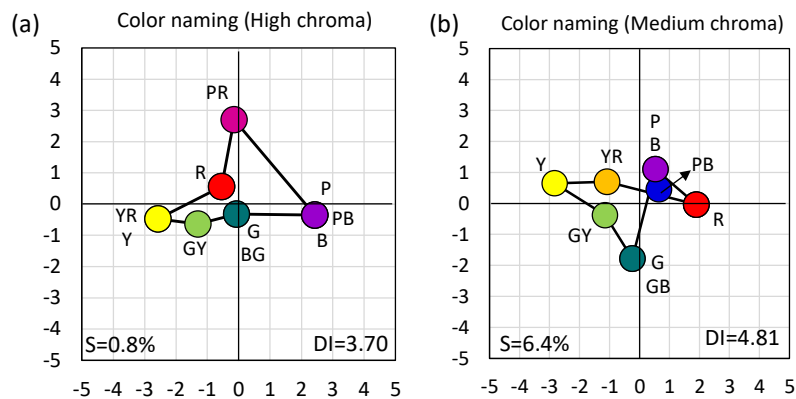 (a)
Color naming (High chroma)
5
4
3
2
1
0
-1
-2
-3
-4
-5
PR
R
P
YR
Y
GY
G
BG
PB
B
S=0.8%
DI=3.70
-5 -4 -3 -2 -1 0 1 2 3 4 5
(b)
Color naming (Medium chroma)
5
4
3
2
1
0
-1
-2
-3
-4
-5
P
B
Y
YR
PB
R
GY
G
GB
S=6.4%
DI=4.81
-5 -4 -3 -2 -1 0 1 2 3 4 5